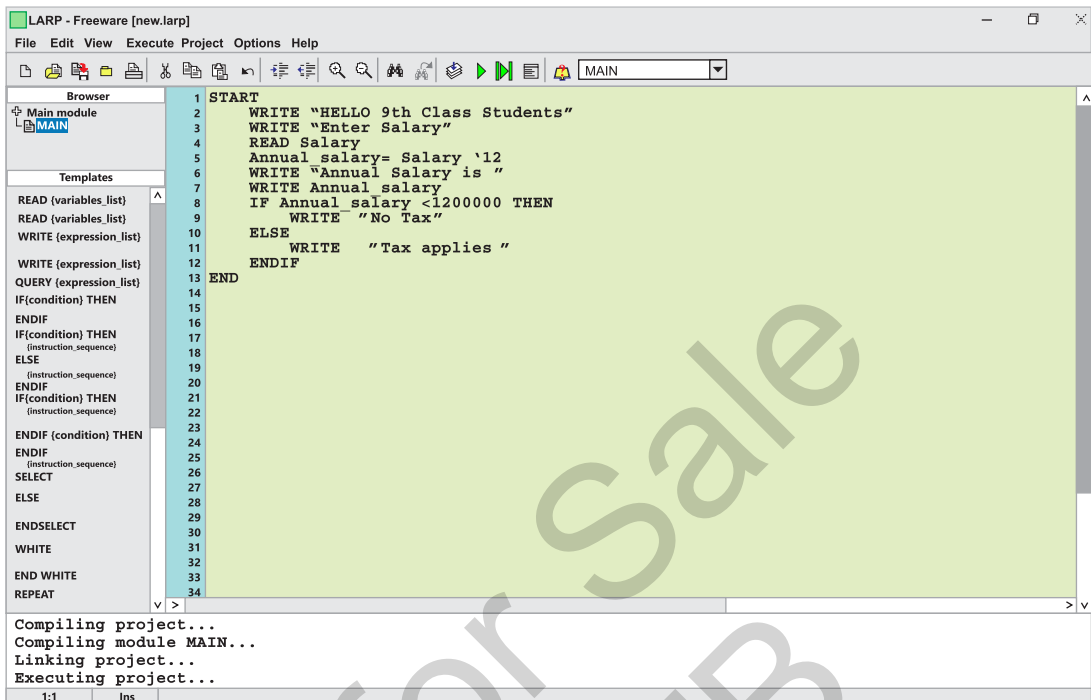 LARP - Freeware [new.larp]
File Edit View Execute Project Options Help
MAIN
Browser
Main module
MAIN
Templates
READ {variables_list}
READ {variables_list}
WRITE {expression_list}
WRITE {expression_list}
QUERY {expression_list}
IF{condition} THEN
ENDIF
IF{condition} THEN
{instruction_sequence}
ELSE
{instruction_sequence}
ENDIF
IF{condition} THEN
{instruction_sequence}
ENDIF {condition} THEN
ENDIF
{instruction_sequence}
SELECT
ELSE
ENDSELECT
WHITE
END WHITE
REPEAT
1 START
2 WRITE “HELLO 9th Class Students”
3 WRITE “Enter Salary”
4 READ Salary
5 Annual_salary= Salary ‘12
6 WRITE “Annual Salary is ”
7 WRITE Annual_salary
8 IF Annual_salary <1200000 THEN
9 WRITE ”No Tax”
10 ELSE
11 WRITE ”Tax applies ”
12 ENDIF
13 END
14
15
16
17
18
19
20
21
22
23
24
25
26
27
28
29
30
31
32
33
34
Compiling project...
Compiling module MAIN...
Linking project...
Executing project...
1:1 Ins
for Sale